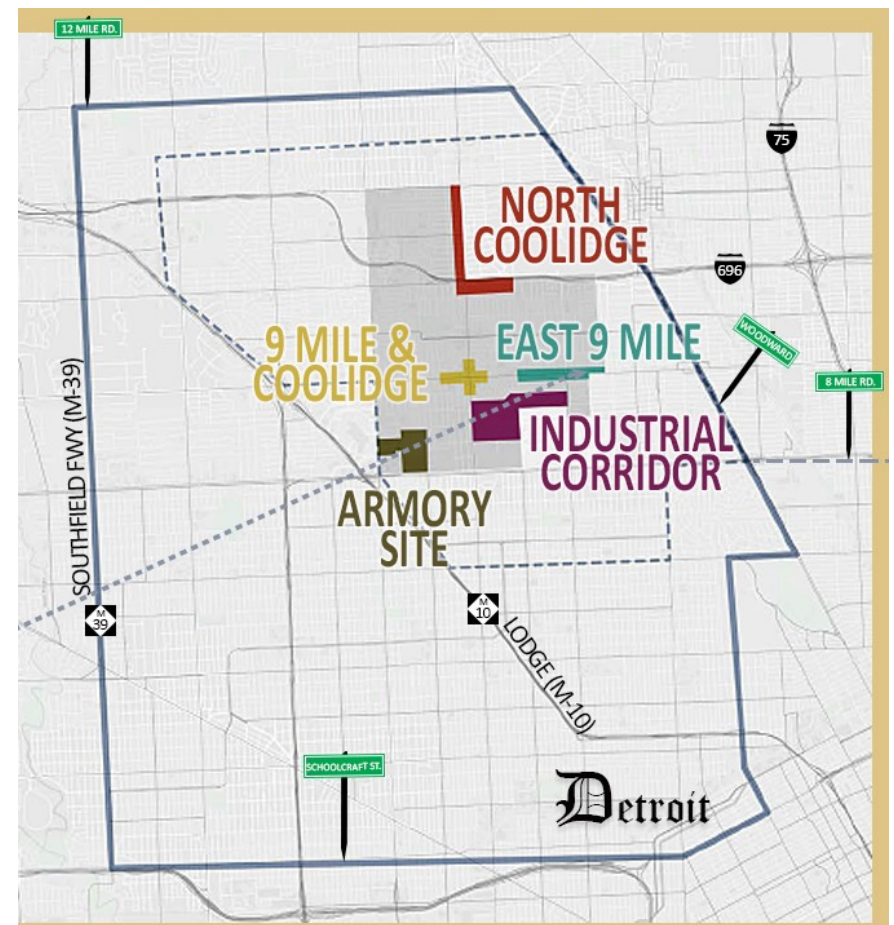 12 MILE RD.
75
NORTH
COOLIDGE
696
9 MILE &
COOLIDGE
EAST 9 MILE
WOODWARD
8 MILE RD.
SOUTHFIELD FWY (M-39)
INDUSTRIAL
CORRIDOR
ARMORY
SITE
M
39
M
10
LODGE (M-10)
SCHOOLCRAFT ST.
Detroit